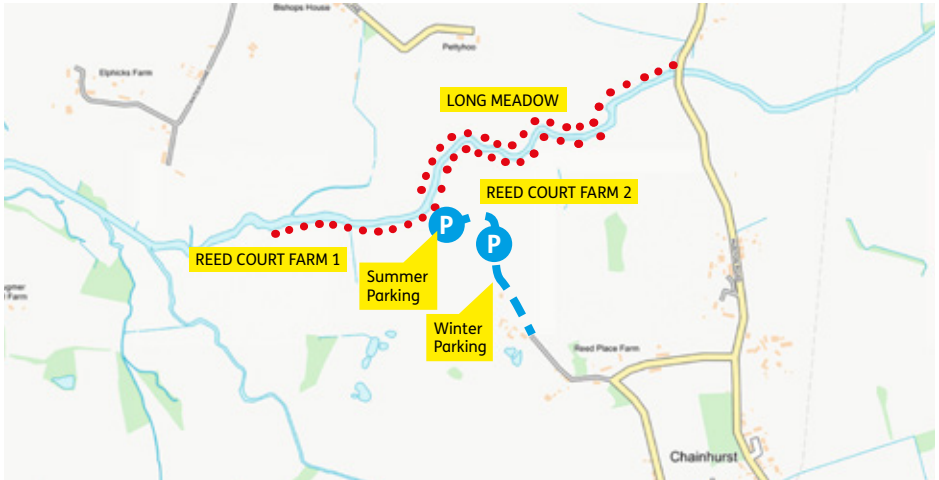 Bishops House
Pettyhoo
Elphicks Farm
LONG MEADOW
REED COURT FARM 2
P
P
REED COURT FARM 1
Summer
Parking
Winter
Parking
Farm
Reed Place Farm
Chainhurst